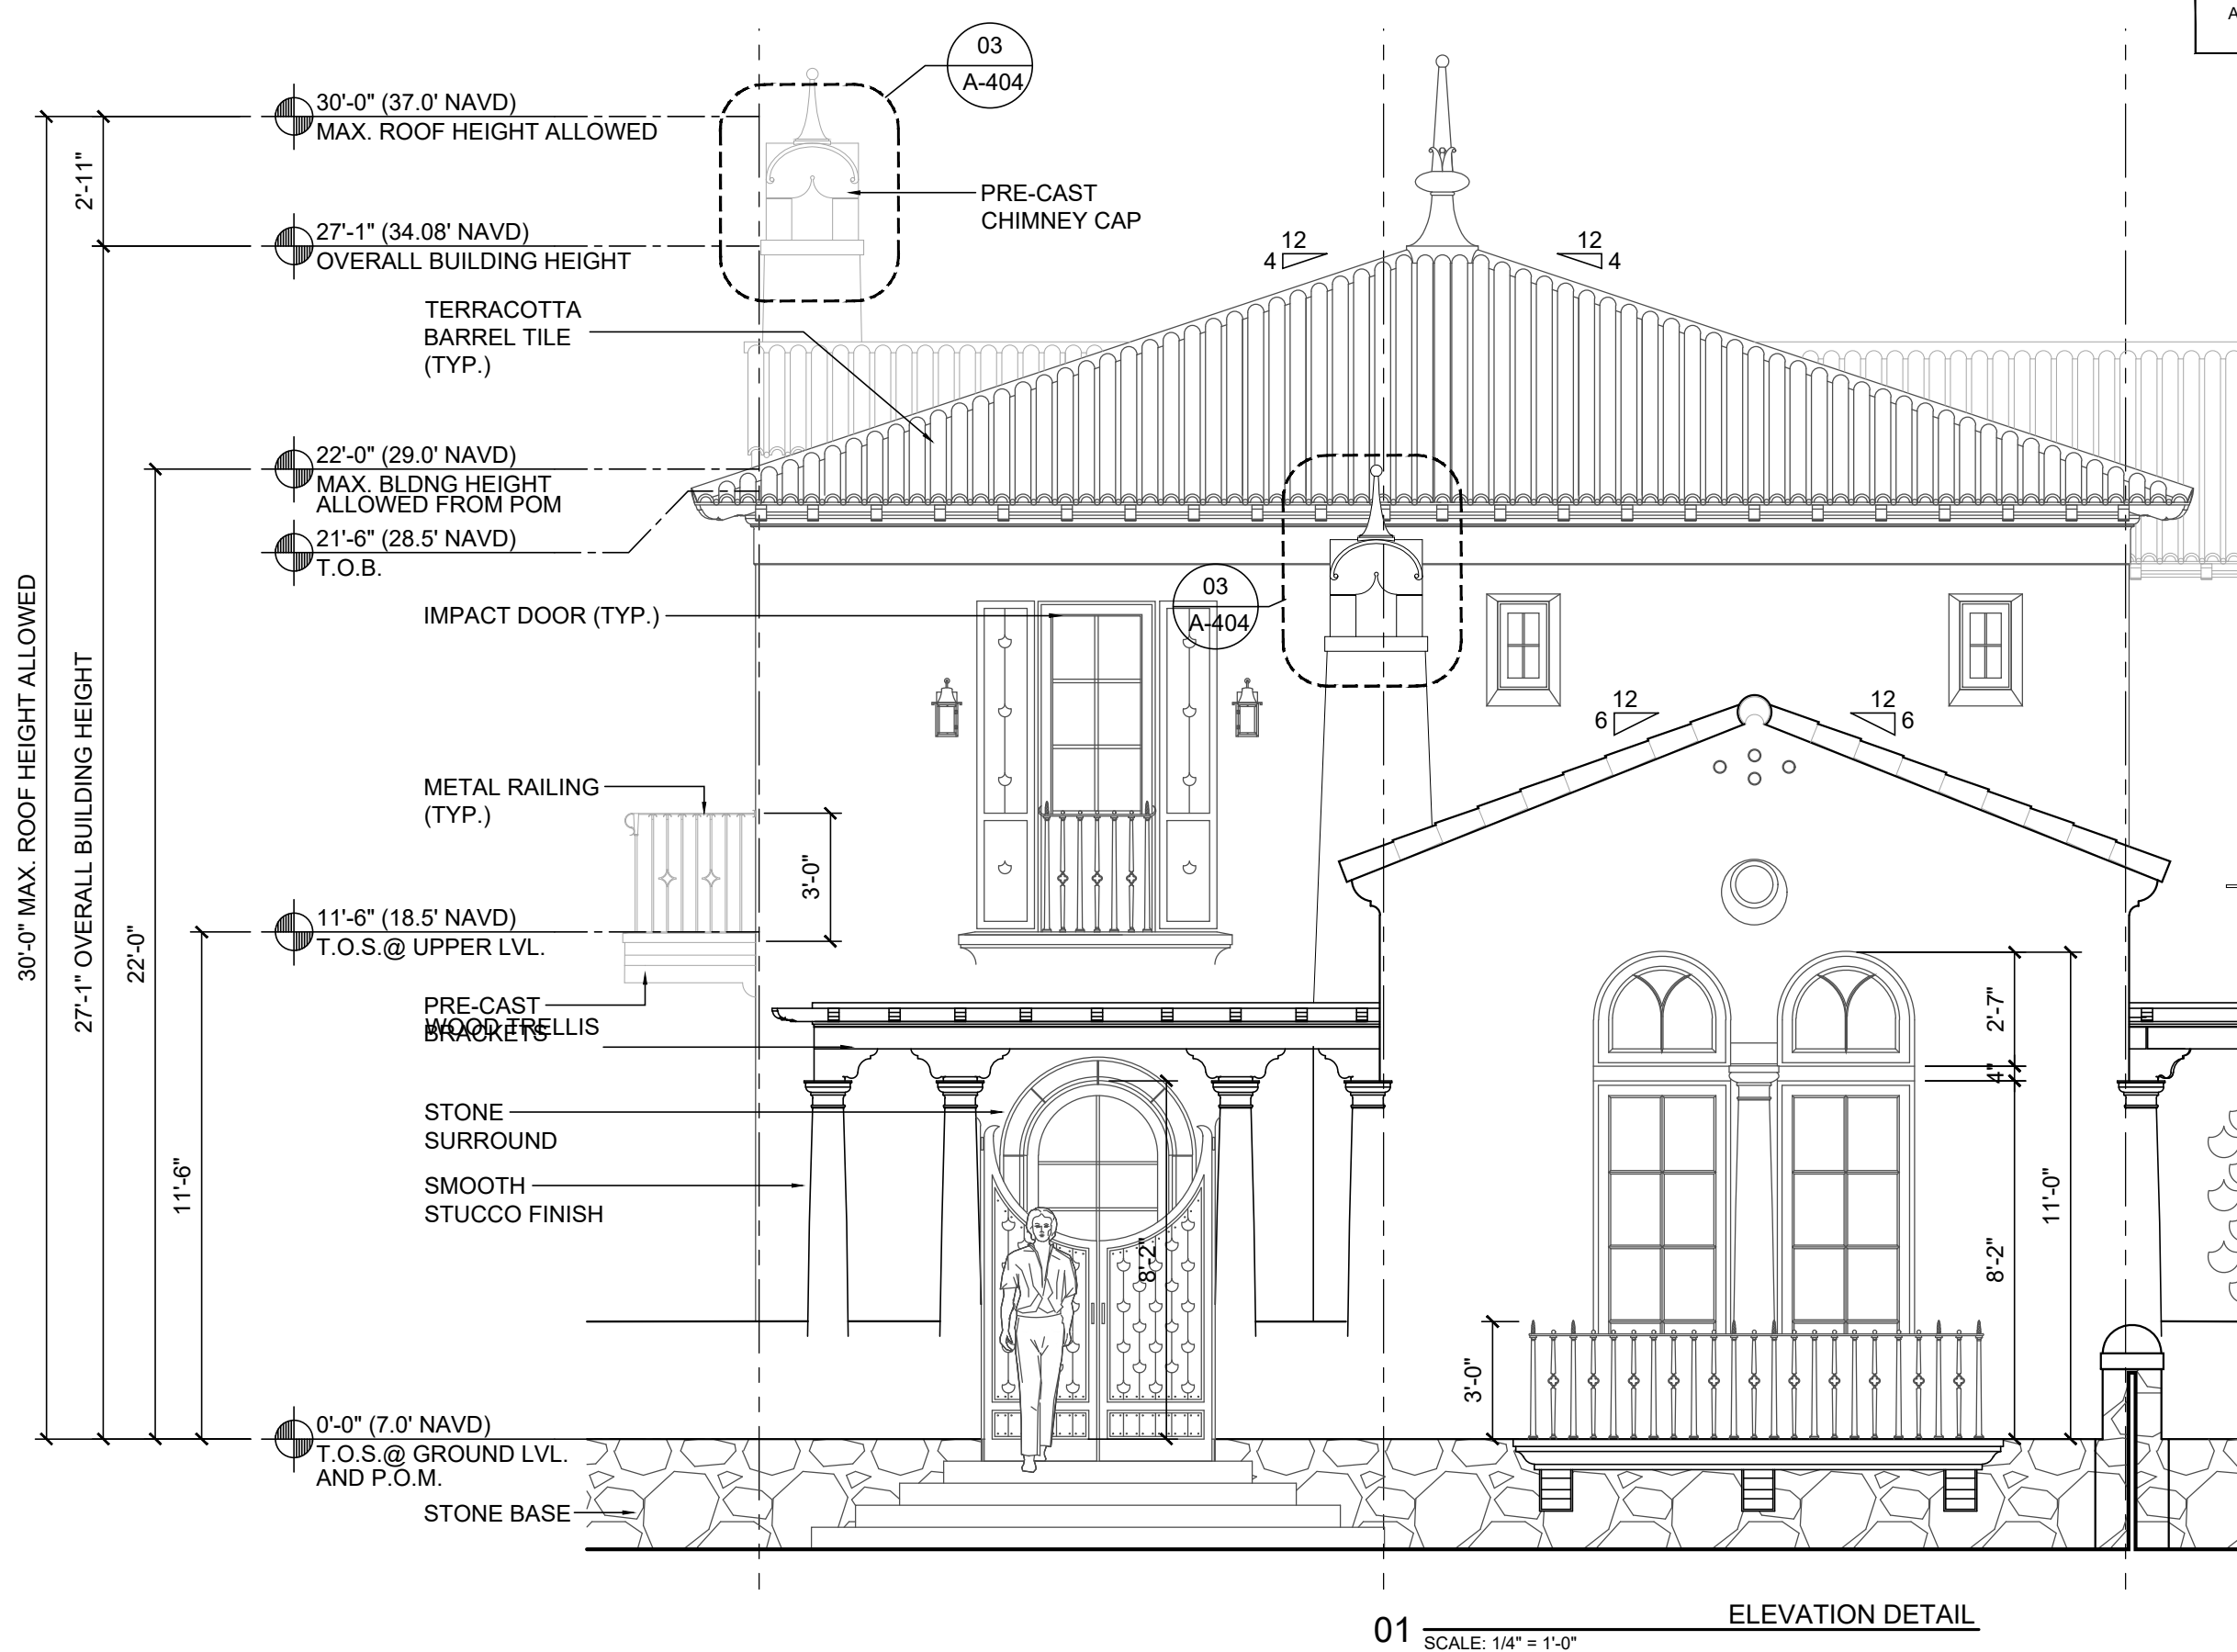 A
03
A-404
30'-0" (37.0' NAVD)
MAX. ROOF HEIGHT ALLOWED
2'-11"
PRE-CAST
CHIMNEY CAP
27'-1" (34.08' NAVD)
OVERALL BUILDING HEIGHT
12
4
12
4
TERRACOTTA
BARREL TILE
(TYP.)
22'-0" (29.0' NAVD)
MAX. BLDNG HEIGHT
ALLOWED FROM POM
21'-6" (28.5' NAVD)
T.O.B.
03
A-404
IMPACT DOOR (TYP.)
30'-0" MAX. ROOF HEIGHT ALLOWED
27'-1" OVERALL BUILDING HEIGHT
22'-0"
11'-6"
12
6
12
6
METAL RAILING
(TYP.)
3'-0"
11'-6" (18.5' NAVD)
T.O.S.@ UPPER LVL.
PRE-CAST
BRACKETS
WOOD TRELLIS
2'-7"
4"
STONE
SURROUND
SMOOTH
STUCCO FINISH
8'-2"
8'-2"
11'-0"
3'-0"
0'-0" (7.0' NAVD)
T.O.S.@ GROUND LVL.
AND P.O.M.
STONE BASE
01
ELEVATION DETAIL
SCALE: 1/4" = 1'-0"